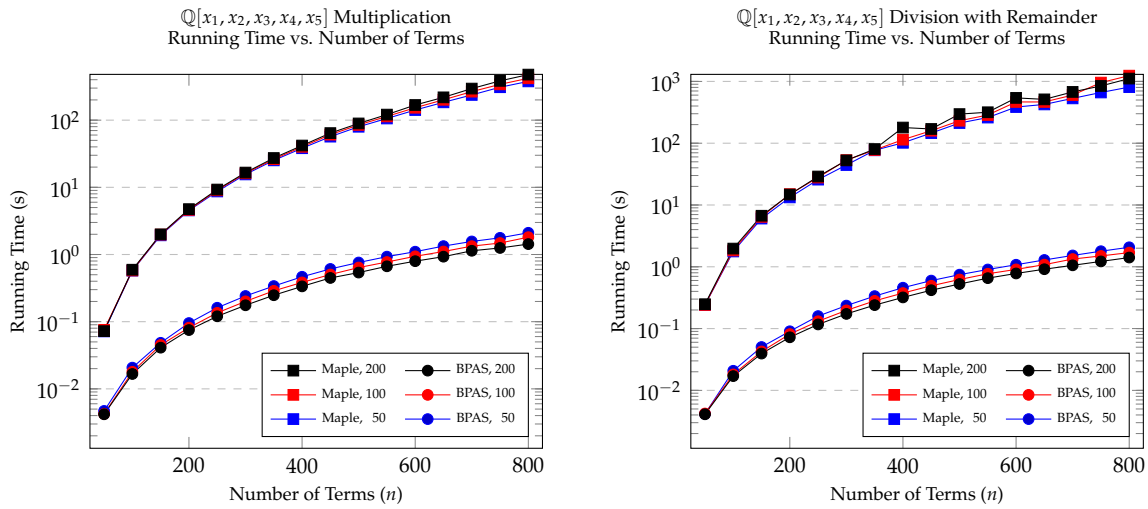 ℚ[x₁, x₂, x₃, x₄, x₅] Multiplication
Running Time vs. Number of Terms
Running Time (s)
10²
10¹
10⁰
10⁻¹
10⁻²
200
400
600
800
Number of Terms (n)
Maple, 200
BPAS, 200
Maple, 100
BPAS, 100
Maple, 50
BPAS, 50
ℚ[x₁, x₂, x₃, x₄, x₅] Division with Remainder
Running Time vs. Number of Terms
Running Time (s)
10³
10²
10¹
10⁰
10⁻¹
10⁻²
200
400
600
800
Number of Terms (n)
Maple, 200
BPAS, 200
Maple, 100
BPAS, 100
Maple, 50
BPAS, 50